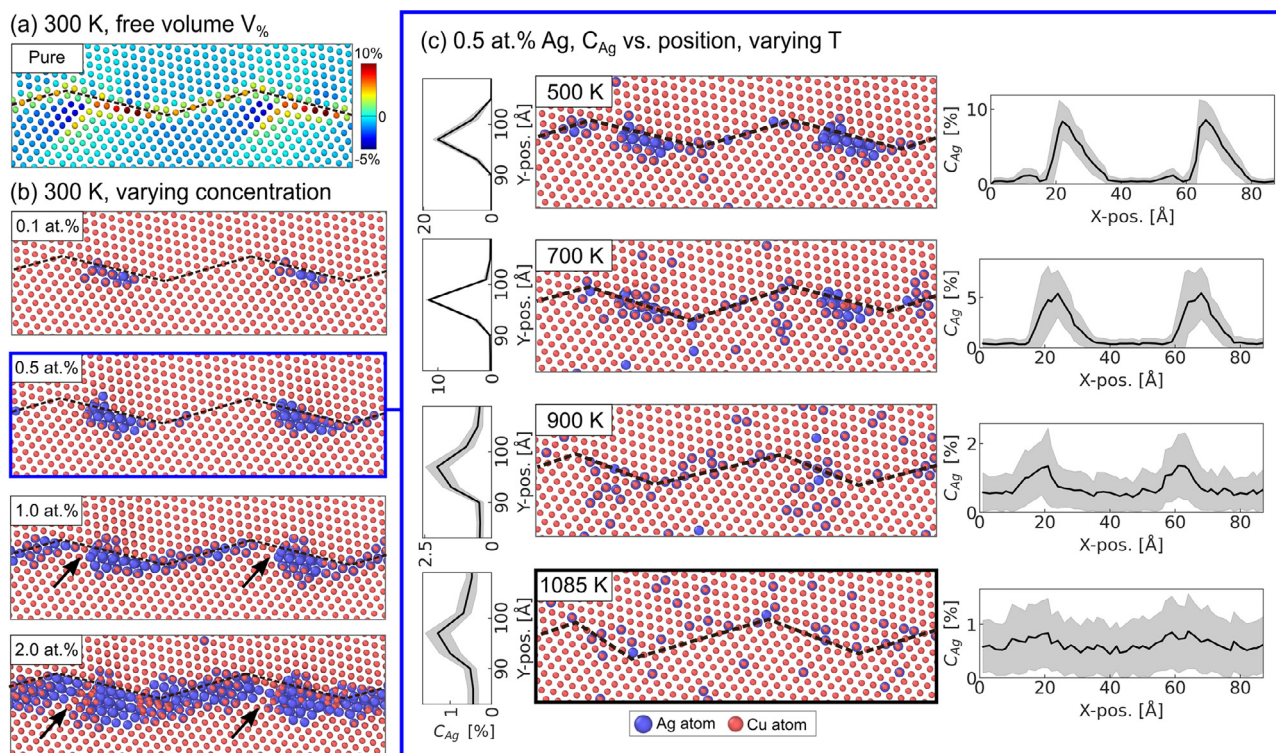 (a) 300 K, free volume V%
Pure
10%
0
-5%
(b) 300 K, varying concentration
0.1 at.%
0.5 at.%
1.0 at.%
2.0 at.%
(c) 0.5 at.% Ag, CAg vs. position, varying T
90 100
Y-pos. [Å]
20 0
500 K
CAg [%]
10
5
0
0 20 40 60 80
X-pos. [Å]
90 100
Y-pos. [Å]
10 0
700 K
CAg [%]
5
0
20 40 60 80
X-pos. [Å]
90 100
Y-pos. [Å]
2.5 0
900 K
CAg [%]
2
0
0 20 40 60 80
X-pos. [Å]
90 100
Y-pos. [Å]
1 0
CAg [%]
1085 K
CAg [%]
1
0
0 20 40 60 80
X-pos. [Å]
Ag atom Cu atom